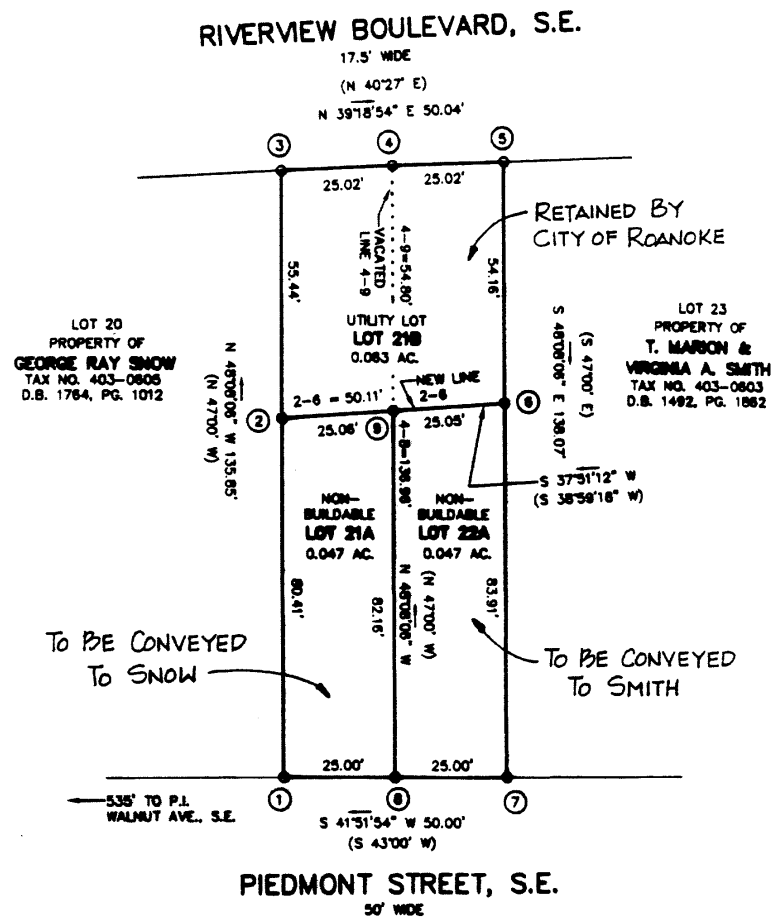 RIVERVIEW BOULEVARD, S.E.
17.5' WIDE
(N 40°27' E)
N 39°18'54" E 50.04'
3
4
5
25.02'
25.02'
RETAINED BY
CITY OF ROANOKE
VACATED
LINE 4-9
4-9=54.80'
55.44'
54.16'
LOT 20
PROPERTY OF
GEORGE RAY SNOW
TAX NO. 403-0605
D.B. 1764, PG. 1012
UTILITY LOT
LOT 21B
0.063 AC.
LOT 23
PROPERTY OF
T. MARION &
VIRGINIA A. SMITH
TAX NO. 403-0603
D.B. 1492, PG. 1862
N 48°08'06" W 135.85'
(N 47°00' W)
S 48°08'06" E 138.07'
(S 47°00' E)
2-6 = 50.11'
NEW LINE
2-6
2
25.06'
9
25.05'
6
4-8=136.96'
S 37°51'12" W
(S 38°59'18" W)
NON-
BUILDABLE
LOT 21A
0.047 AC.
NON-
BUILDABLE
LOT 22A
0.047 AC.
80.41'
82.16'
N 48°08'06" W
(N 47°00' W)
83.91'
TO BE CONVEYED
TO SNOW
TO BE CONVEYED
TO SMITH
25.00'
25.00'
1
8
7
535' TO P.I.
WALNUT AVE., S.E.
S 41°51'54" W 50.00'
(S 43°00' W)
PIEDMONT STREET, S.E.
50' WIDE